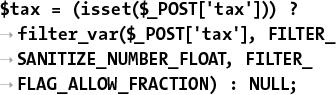 $tax = (isset($_POST['tax'])) ?
→ filter_var($_POST['tax'], FILTER_
→ SANITIZE_NUMBER_FLOAT, FILTER_
→ FLAG_ALLOW_FRACTION) : NULL;